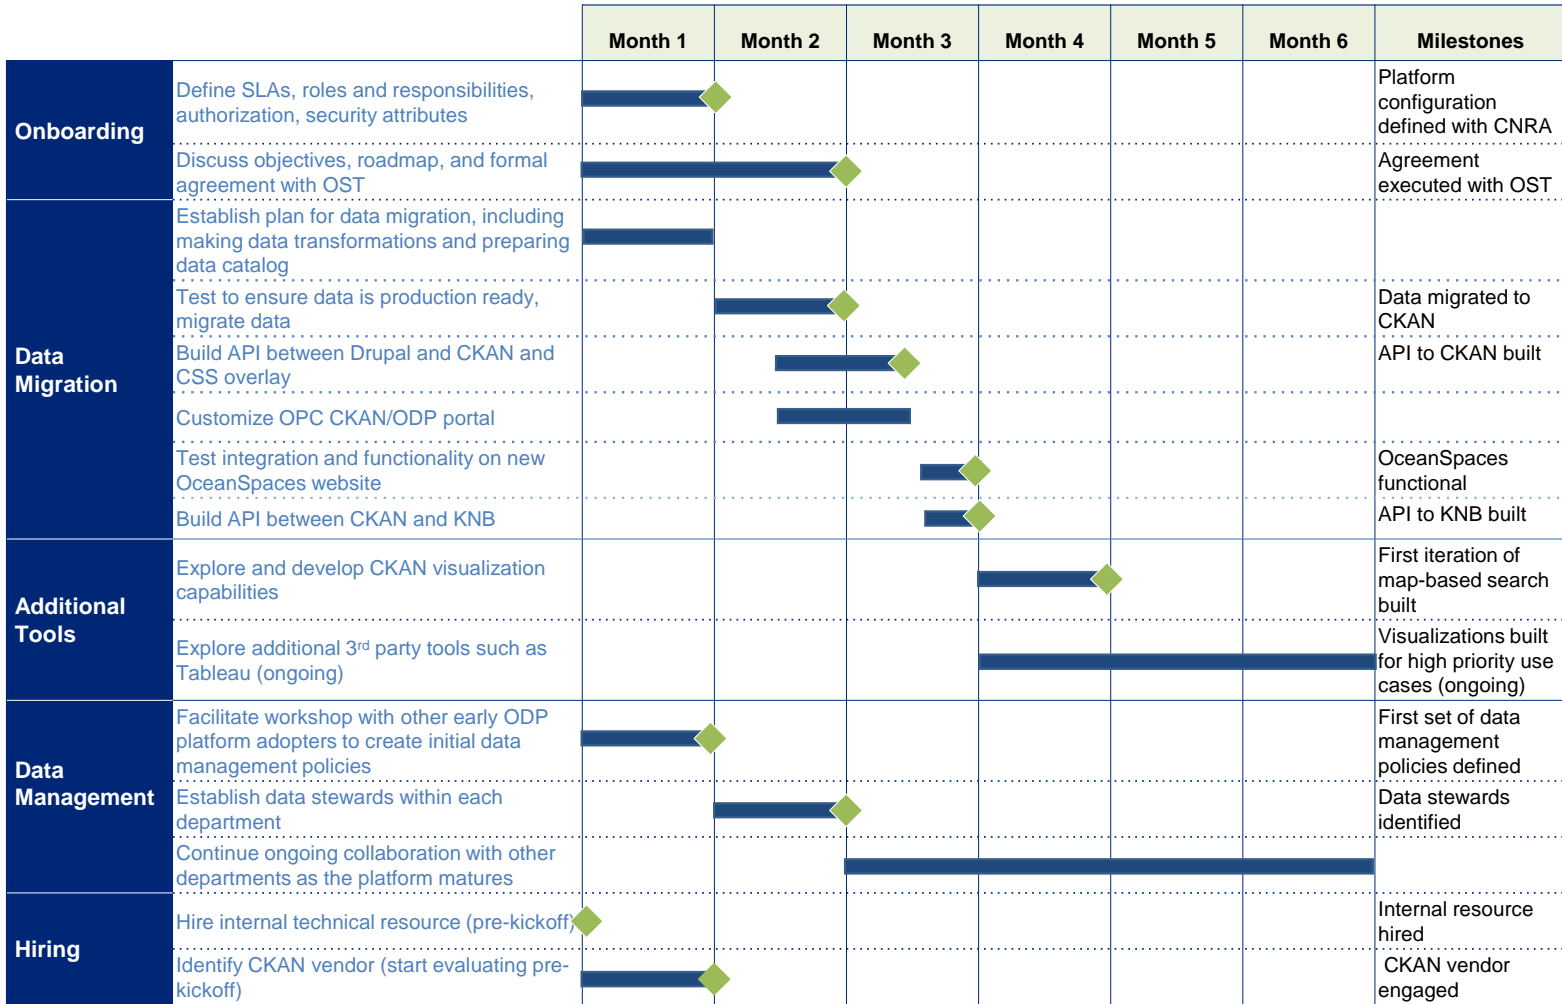 Month 1 Month 2 Month 3 Month 4 Month 5 Month 6 Milestones
Onboarding
Define SLAs, roles and responsibilities,
authorization, security attributes
Platform
configuration
defined with CNRA
Discuss objectives, roadmap, and formal
agreement with OST
Agreement
executed with OST
Data
Migration
Establish plan for data migration, including
making data transformations and preparing
data catalog
Test to ensure data is production ready,
migrate data
Data migrated to
CKAN
Build API between Drupal and CKAN and
CSS overlay
API to CKAN built
Customize OPC CKAN/ODP portal
Test integration and functionality on new
OceanSpaces website
OceanSpaces
functional
Build API between CKAN and KNB
API to KNB built
Additional
Tools
Explore and develop CKAN visualization
capabilities
First iteration of
map-based search
built
Explore additional 3rd party tools such as
Tableau (ongoing)
Visualizations built
for high priority use
cases (ongoing)
Data
Management
Facilitate workshop with other early ODP
platform adopters to create initial data
management policies
First set of data
management
policies defined
Establish data stewards within each
department
Data stewards
identified
Continue ongoing collaboration with other
departments as the platform matures
Hiring
Hire internal technical resource (pre-kickoff)
Internal resource
hired
Identify CKAN vendor (start evaluating pre-
kickoff)
CKAN vendor
engaged